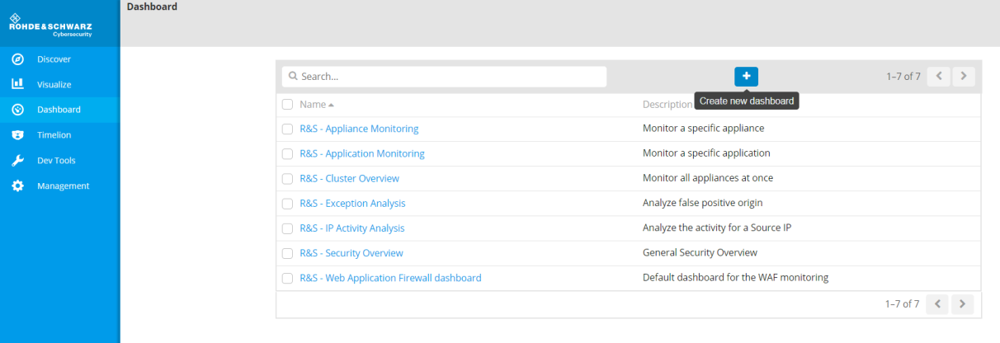 Dashboard
ROHDE&SCHWARZ
Cybersecurity
Discover
Visualize
Dashboard
Timelion
Dev Tools
Management
Search...
+
1–7 of 7
Create new dashboard
Name
Description
R&S - Appliance Monitoring
Monitor a specific appliance
R&S - Application Monitoring
Monitor a specific application
R&S - Cluster Overview
Monitor all appliances at once
R&S - Exception Analysis
Analyze false positive origin
R&S - IP Activity Analysis
Analyze the activity for a Source IP
R&S - Security Overview
General Security Overview
R&S - Web Application Firewall dashboard
Default dashboard for the WAF monitoring
1–7 of 7